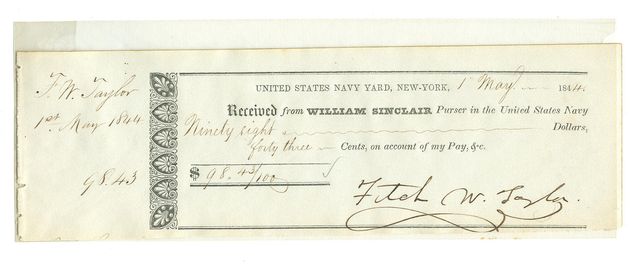 F. W. Taylor
1st May 1844
98.43
UNITED STATES NAVY YARD, NEW-YORK, 1st May 1844.
Received from WILLIAM SINCLAIR Purser in the United States Navy
Ninety eight Dollars,
forty three Cents, on account of my Pay, &c.
$ 98.43/100
Fitch W. Taylor.